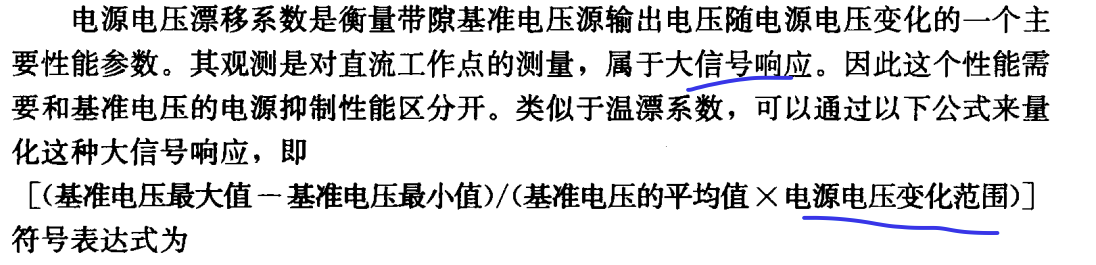 电源电压漂移系数是衡量带隙基准电压源输出电压随电源电压变化的一个主
要性能参数。其观测是对直流工作点的测量，属于大信号响应。因此这个性能需
要和基准电压的电源抑制性能区分开。类似于温漂系数，可以通过以下公式来量
化这种大信号响应，即
[(基准电压最大值－基准电压最小值)/(基准电压的平均值×电源电压变化范围)]
符号表达式为